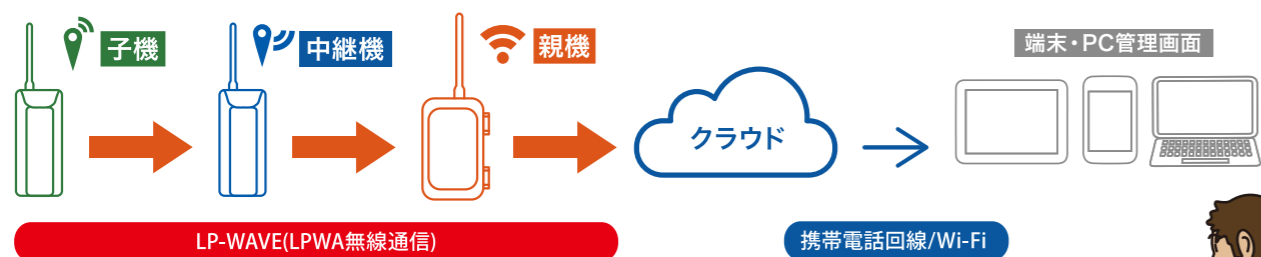 子機
中継機
親機
端末・PC管理画面
クラウド
LP-WAVE(LPWA無線通信)
携帯電話回線/Wi-Fi